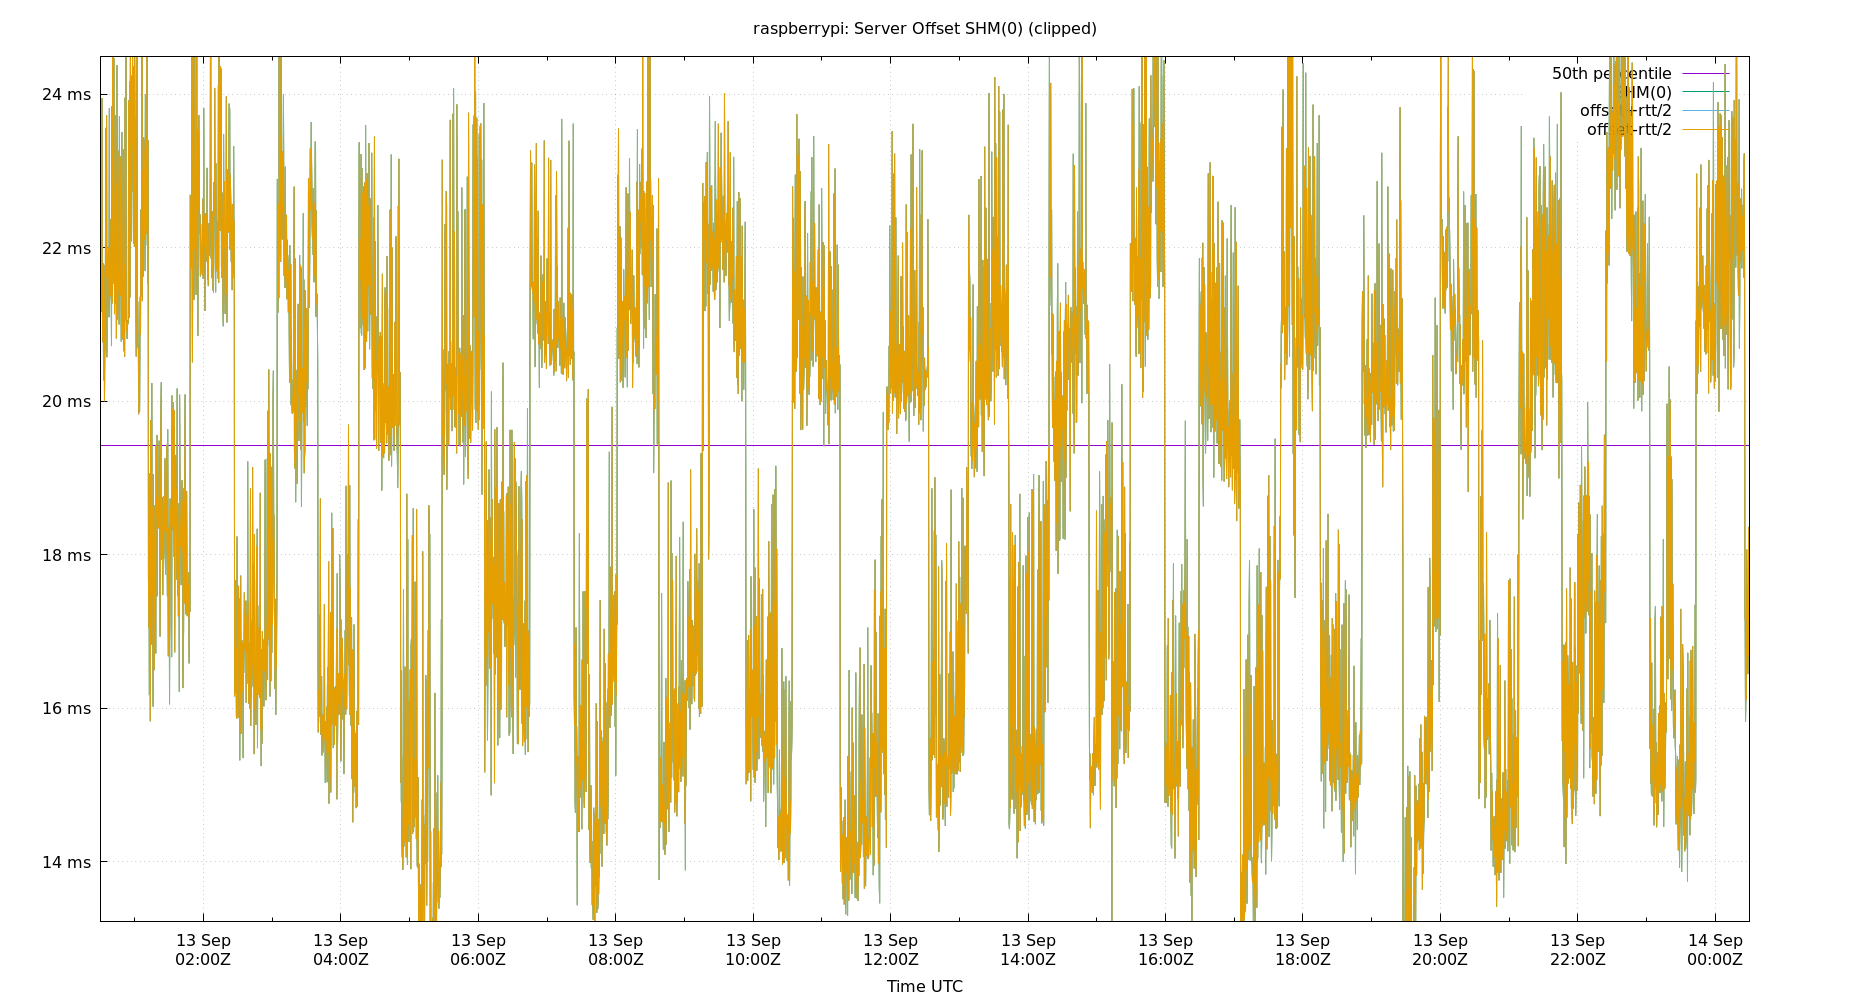 raspberrypi: Server Offset SHM(0) (clipped)
50th percentile
SHM(0)
offset+rtt/2
offset-rtt/2
24 ms
22 ms
20 ms
18 ms
16 ms
14 ms
13 Sep 02:00Z
13 Sep 04:00Z
13 Sep 06:00Z
13 Sep 08:00Z
13 Sep 10:00Z
13 Sep 12:00Z
13 Sep 14:00Z
13 Sep 16:00Z
13 Sep 18:00Z
13 Sep 20:00Z
13 Sep 22:00Z
14 Sep 00:00Z
Time UTC